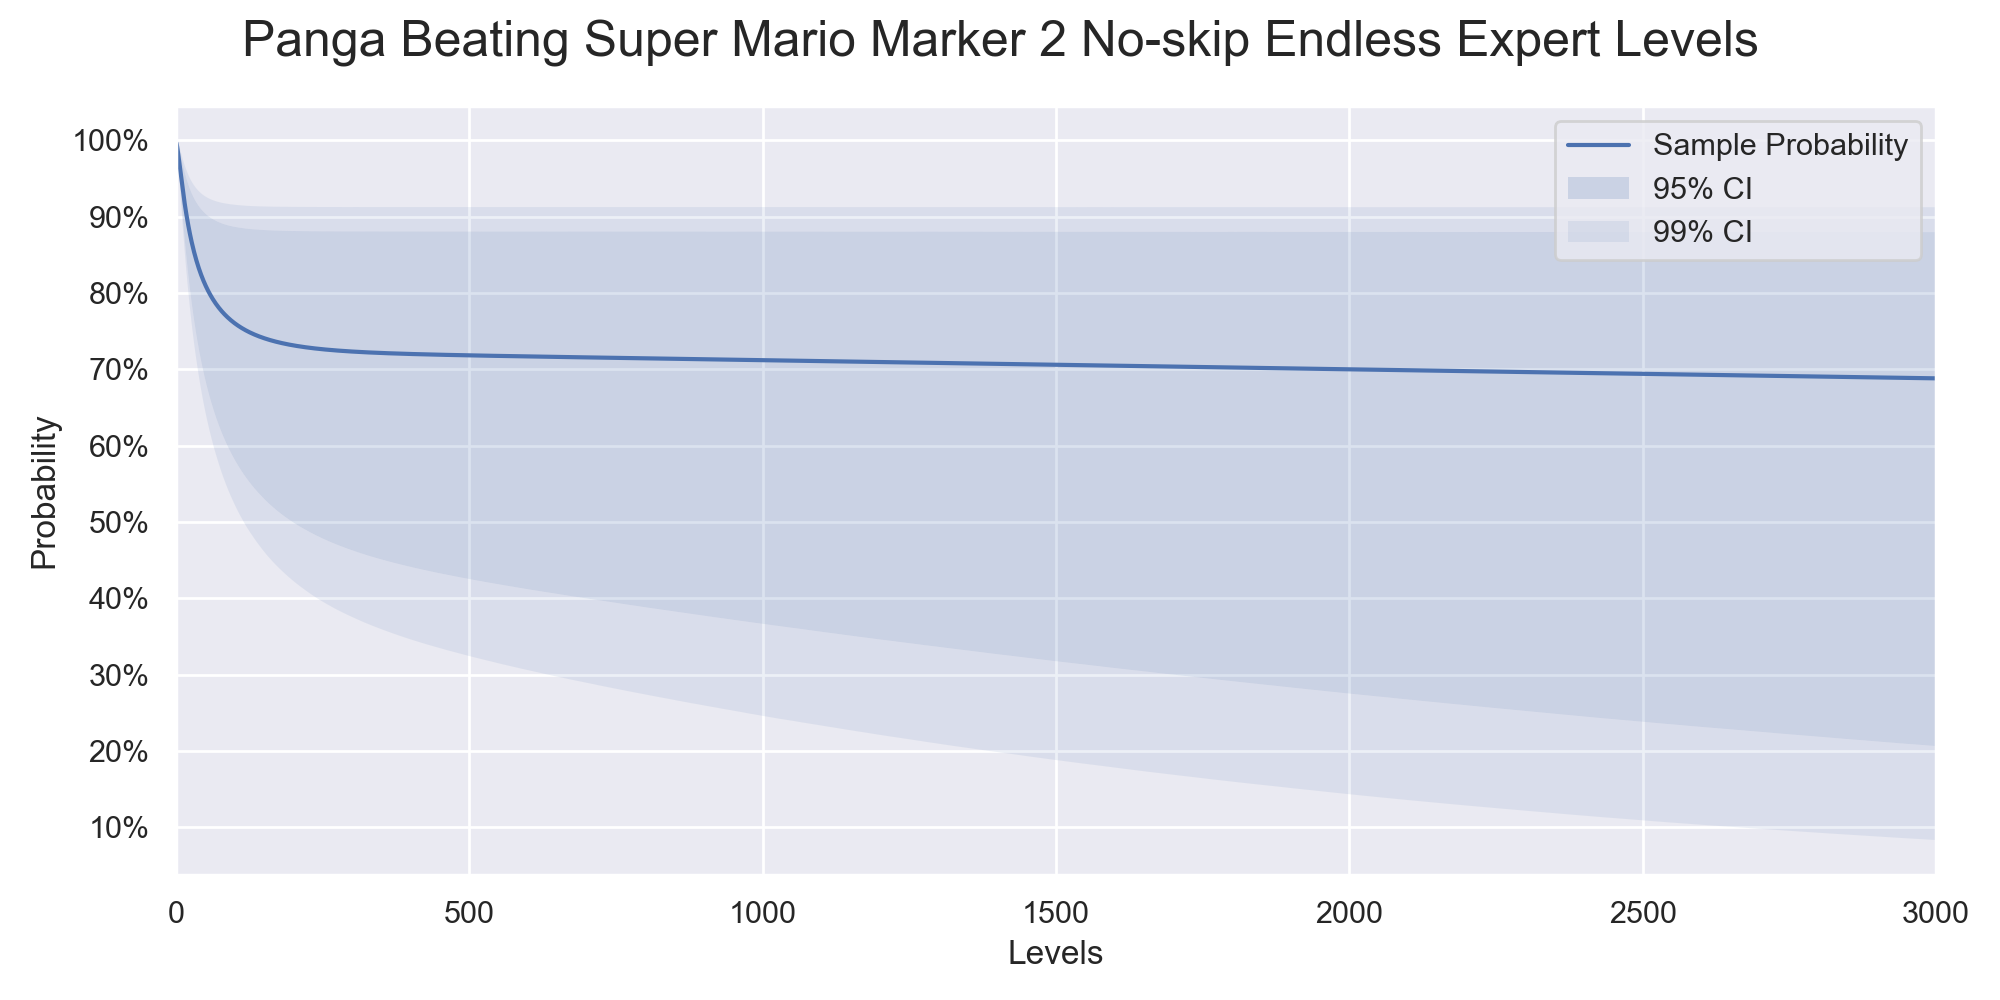 Panga Beating Super Mario Marker 2 No-skip Endless Expert Levels
100%
90%
80%
70%
60%
50%
40%
30%
20%
10%
Probability
Sample Probability
95% CI
99% CI
0 500 1000 1500 2000 2500 3000
Levels